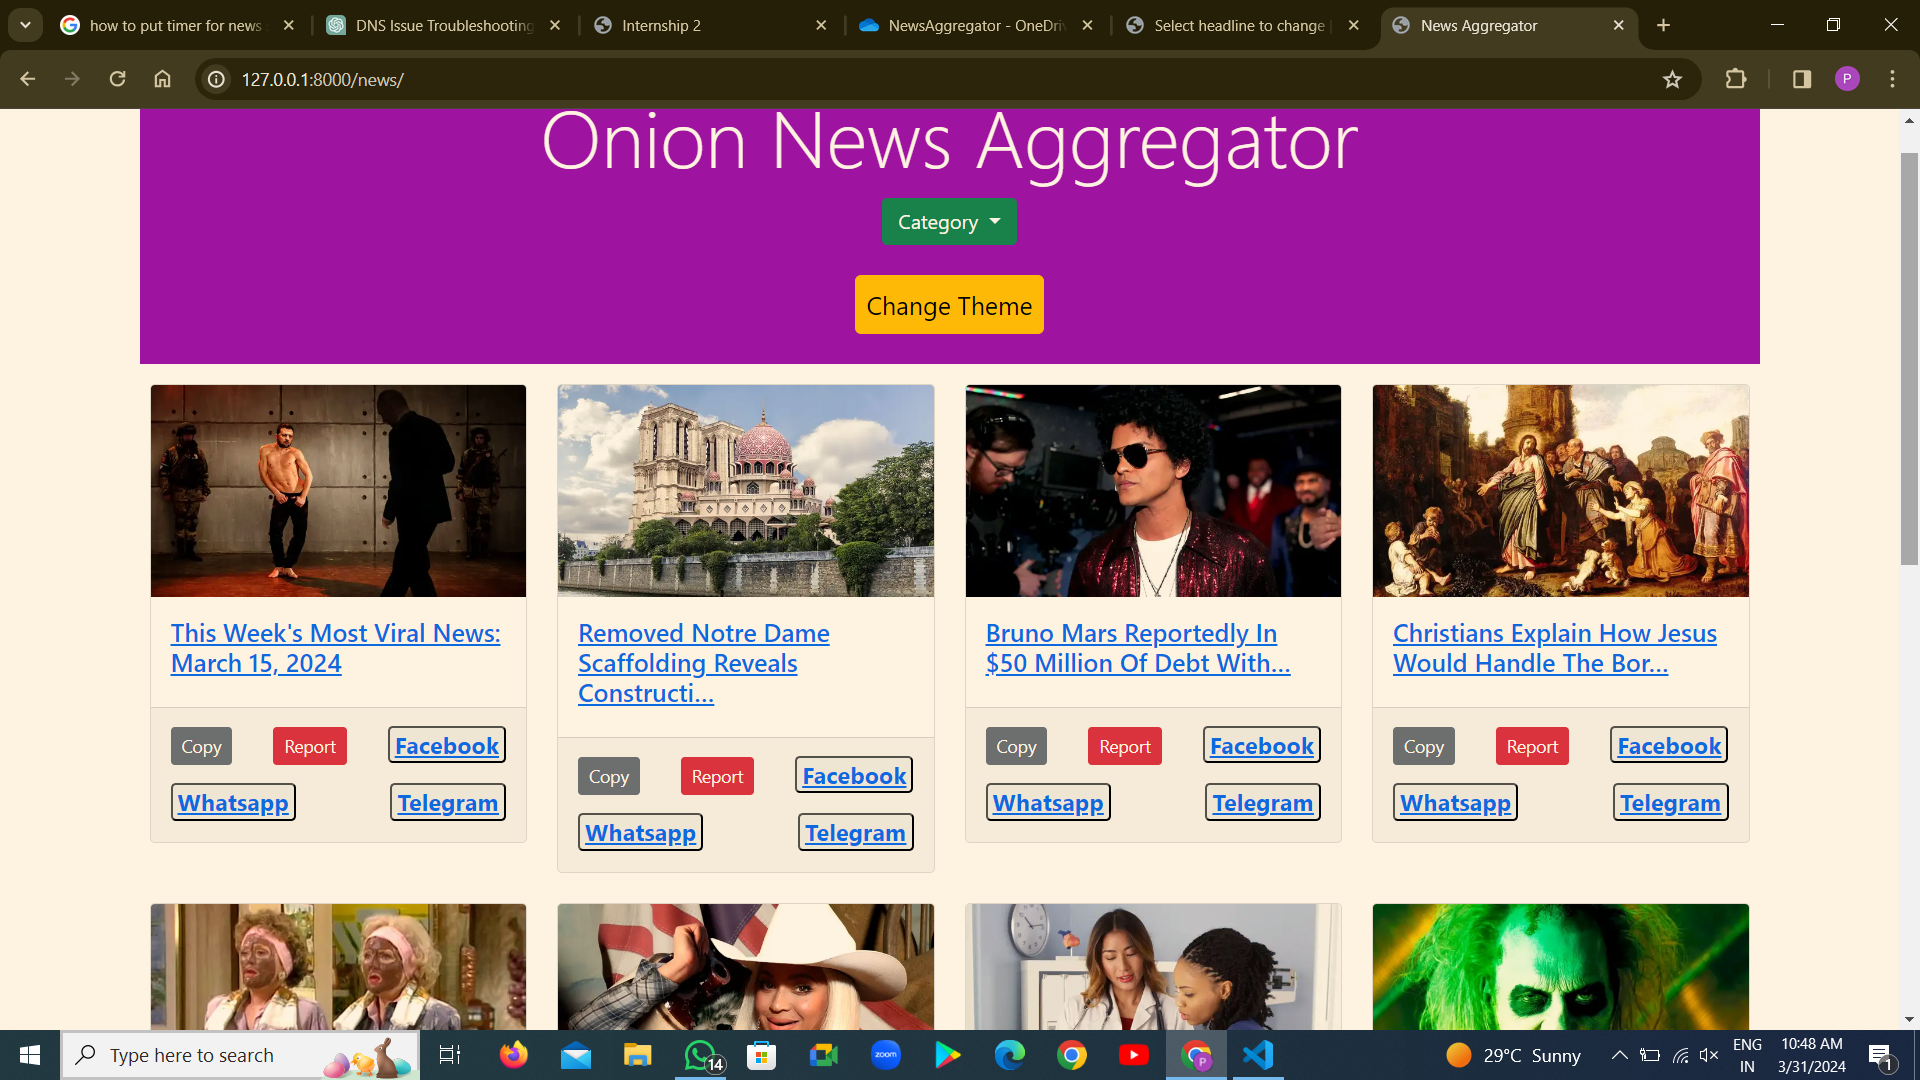 how to put timer for news
DNS Issue Troubleshooting
Internship 2
NewsAggregator - OneDri
Select headline to change
News Aggregator
127.0.0.1:8000/news/
P
Onion News Aggregator
Category
Change Theme
This Week's Most Viral News:
March 15, 2024
Copy
Report
Facebook
Whatsapp
Telegram
Removed Notre Dame
Scaffolding Reveals
Constructi...
Copy
Report
Facebook
Whatsapp
Telegram
Bruno Mars Reportedly In
$50 Million Of Debt With...
Copy
Report
Facebook
Whatsapp
Telegram
Christians Explain How Jesus
Would Handle The Bor...
Copy
Report
Facebook
Whatsapp
Telegram
Type here to search
14
zoom
P
29°C Sunny
ENG
IN
10:48 AM
3/31/2024
1